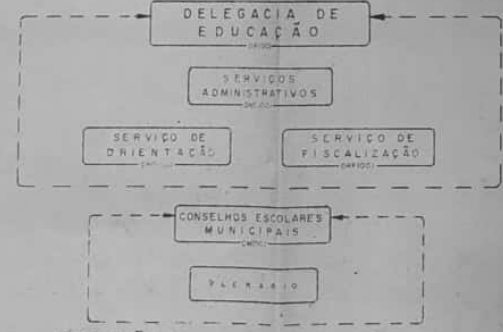 DELEGACIA DE
EDUCAÇÃO
SERVIÇOS
ADMINISTRATIVOS
SERVIÇO DE
ORIENTAÇÃO
SERVIÇO DE
FISCALIZAÇÃO
CONSELHOS ESCOLARES
MUNICIPAIS
PLENÁRIO